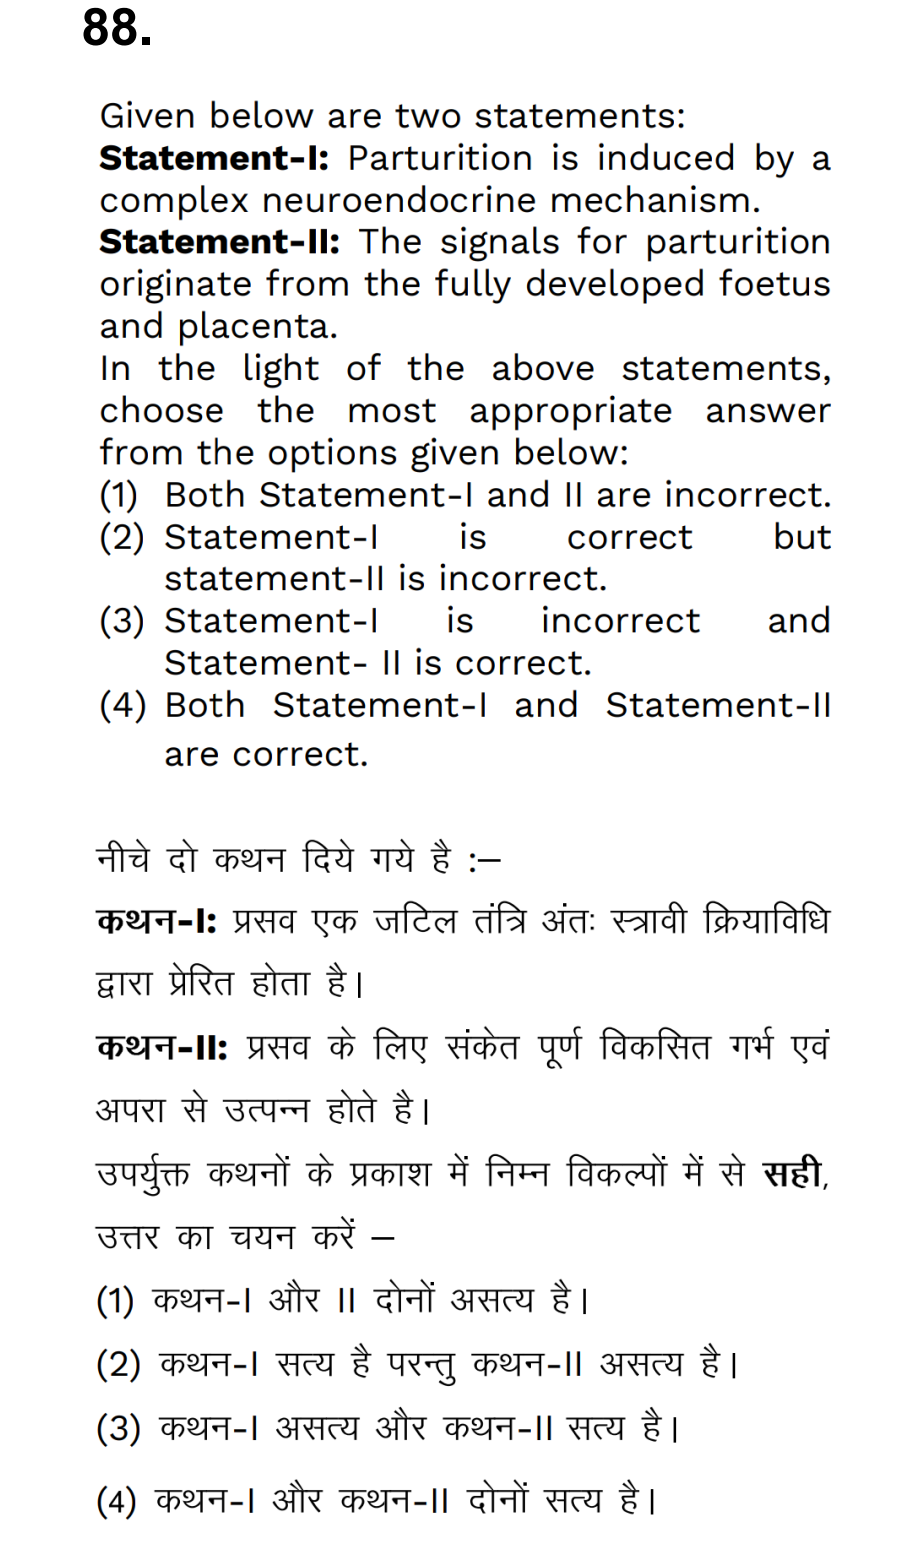 88.
Given below are two statements:
Statement-I: Parturition is induced by a
complex neuroendocrine mechanism.
Statement-II: The signals for parturition
originate from the fully developed foetus
and placenta.
In the light of the above statements,
choose the most appropriate answer
from the options given below:
(1) Both Statement-I and II are incorrect.
(2) Statement-I is correct but
statement-II is incorrect.
(3) Statement-I is incorrect and
Statement- II is correct.
(4) Both Statement-I and Statement-II
are correct.
नीचे दो कथन दिये गये है :–
कथन-I: प्रसव एक जटिल तंत्रि अंतः स्त्रावी क्रियाविधि
द्वारा प्रेरित होता है।
कथन-II: प्रसव के लिए संकेत पूर्ण विकसित गर्भ एवं
अपरा से उत्पन्न होते है।
उपर्युक्त कथनों के प्रकाश में निम्न विकल्पों में से सही,
उत्तर का चयन करें –
(1) कथन-I और II दोनों असत्य है।
(2) कथन-I सत्य है परन्तु कथन-II असत्य है।
(3) कथन-I असत्य और कथन-II सत्य है।
(4) कथन-I और कथन-II दोनों सत्य है।